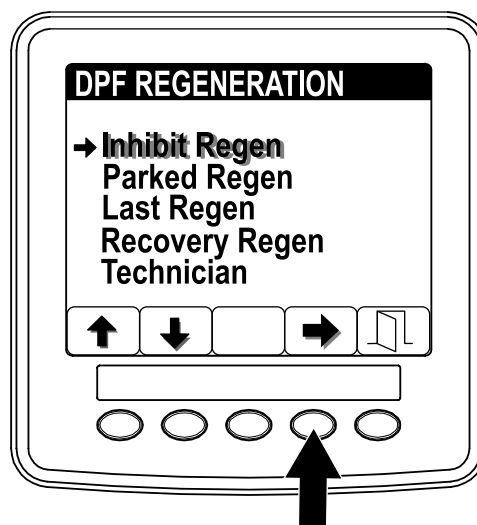 DPF REGENERATION
Inhibit Regen
Parked Regen
Last Regen
Recovery Regen
Technician